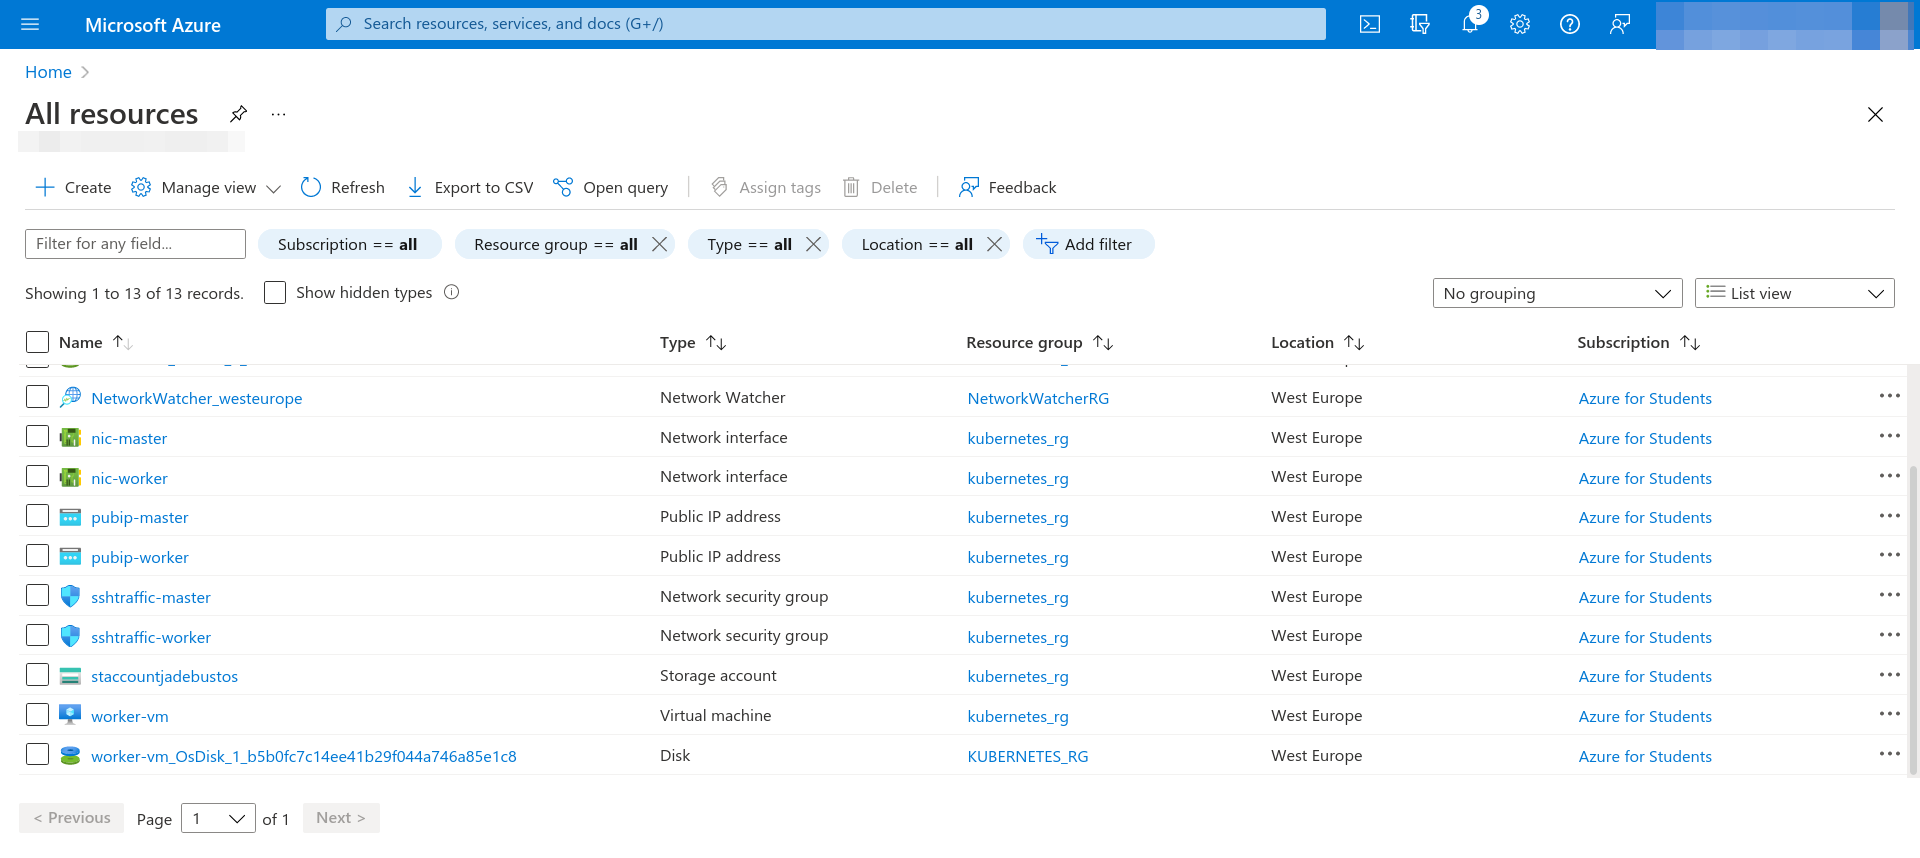 Microsoft Azure
Search resources, services, and docs (G+/)
3
Home
All resources
Create
Manage view
Refresh
Export to CSV
Open query
Assign tags
Delete
Feedback
Filter for any field...
Subscription == all
Resource group == all
Type == all
Location == all
Add filter
Showing 1 to 13 of 13 records.
Show hidden types
No grouping
List view
Name Type Resource group Location Subscription
NetworkWatcher_westeurope Network Watcher NetworkWatcherRG West Europe Azure for Students
nic-master Network interface kubernetes_rg West Europe Azure for Students
nic-worker Network interface kubernetes_rg West Europe Azure for Students
pubip-master Public IP address kubernetes_rg West Europe Azure for Students
pubip-worker Public IP address kubernetes_rg West Europe Azure for Students
sshtraffic-master Network security group kubernetes_rg West Europe Azure for Students
sshtraffic-worker Network security group kubernetes_rg West Europe Azure for Students
staccountjadebustos Storage account kubernetes_rg West Europe Azure for Students
worker-vm Virtual machine kubernetes_rg West Europe Azure for Students
worker-vm_OsDisk_1_b5b0fc7c14ee41b29f044a746a85e1c8 Disk KUBERNETES_RG West Europe Azure for Students
< Previous Page 1 of 1 Next >